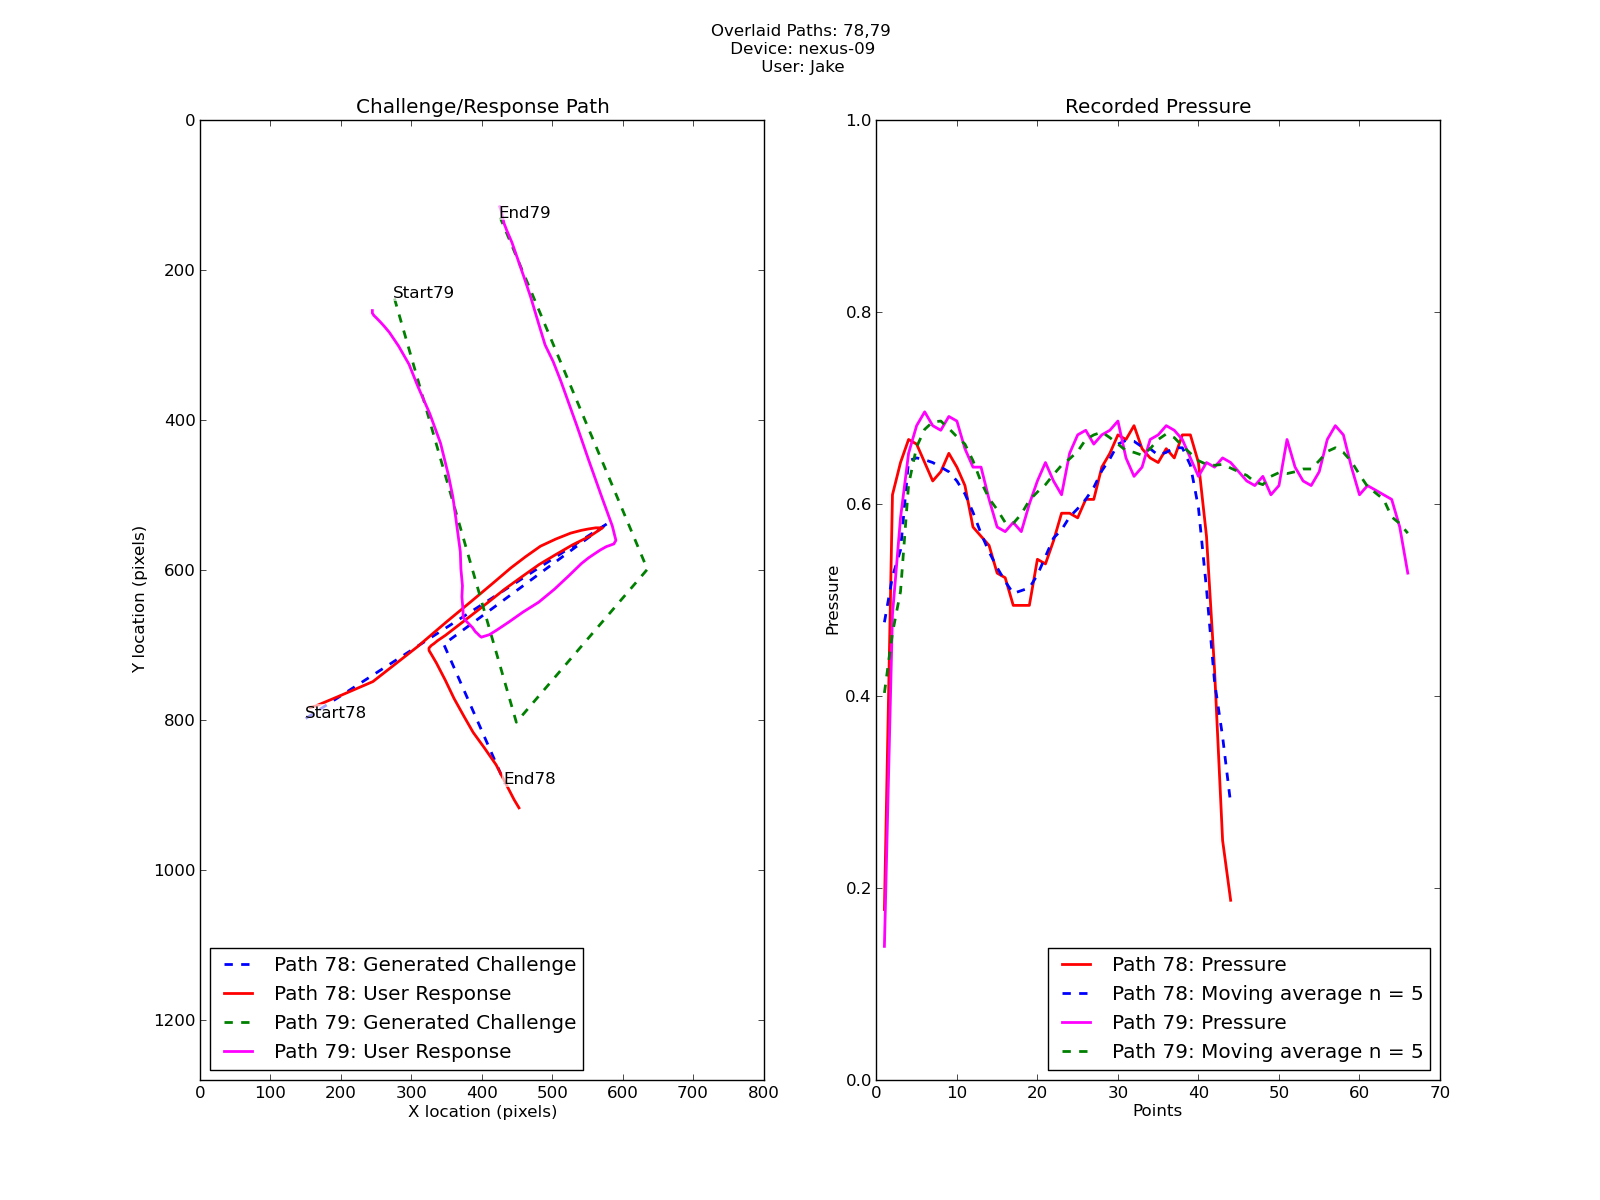 Overlaid Paths: 78,79
Device: nexus-09
User: Jake
Challenge/Response Path
0
200
400
600
800
1000
1200
Y location (pixels)
End79
Start79
Start78
End78
Path 78: Generated Challenge
Path 78: User Response
Path 79: Generated Challenge
Path 79: User Response
0 100 200 300 400 500 600 700 800
X location (pixels)
Recorded Pressure
1.0
0.8
0.6
0.4
0.2
0.0
Pressure
Path 78: Pressure
Path 78: Moving average n = 5
Path 79: Pressure
Path 79: Moving average n = 5
0 10 20 30 40 50 60 70
Points